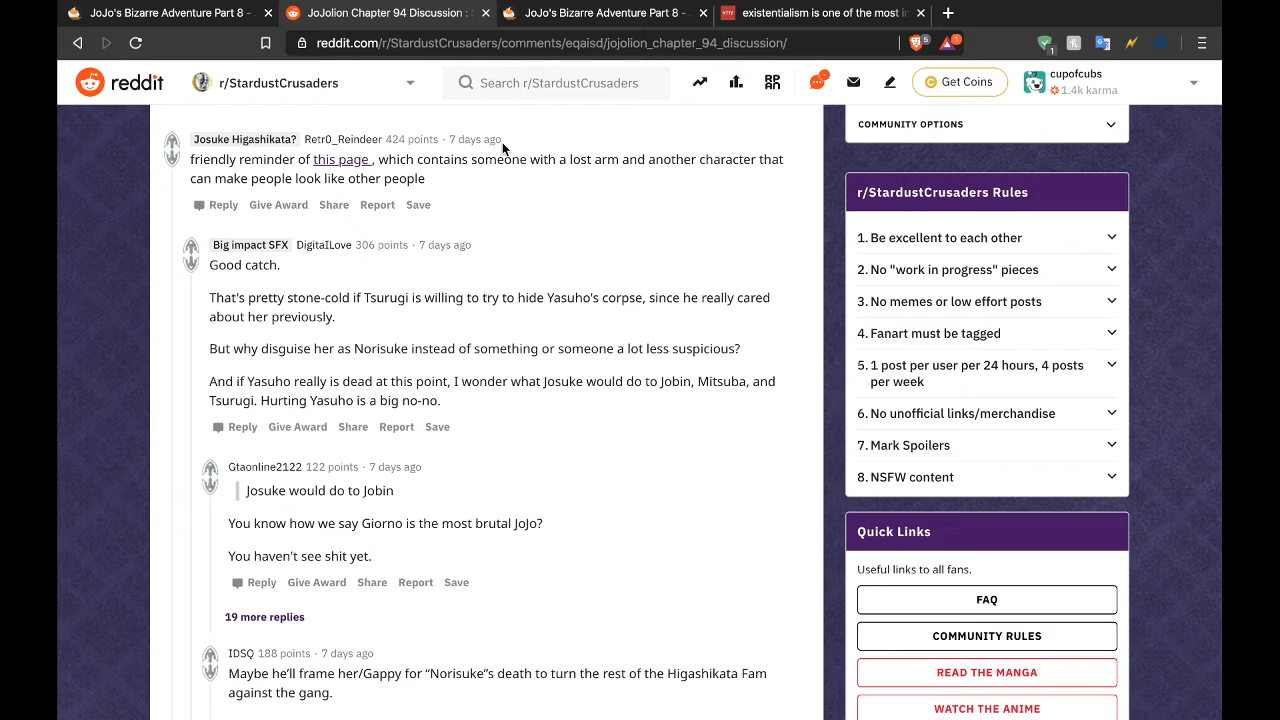 JoJo's Bizarre Adventure Part 8 -
JoJolion Chapter 94 Discussion :
JoJo's Bizarre Adventure Part 8 -
existentialism is one of the most i
reddit.com/r/StardustCrusaders/comments/eqaisd/jojolion_chapter_94_discussion/
5
1
1
reddit
r/StardustCrusaders
Search r/StardustCrusaders
Get Coins
cupofcubs
1.4k karma
Josuke Higashikata? Retr0_Reindeer 424 points · 7 days ago
friendly reminder of this page , which contains someone with a lost arm and another character that
can make people look like other people
Reply Give Award Share Report Save
Big impact SFX DigitaILove 306 points · 7 days ago
Good catch.
That's pretty stone-cold if Tsurugi is willing to try to hide Yasuho's corpse, since he really cared
about her previously.
But why disguise her as Norisuke instead of something or someone a lot less suspicious?
And if Yasuho really is dead at this point, I wonder what Josuke would do to Jobin, Mitsuba, and
Tsurugi. Hurting Yasuho is a big no-no.
Reply Give Award Share Report Save
Gtaonline2122 122 points · 7 days ago
Josuke would do to Jobin
You know how we say Giorno is the most brutal JoJo?
You haven't see shit yet.
Reply Give Award Share Report Save
19 more replies
IDSQ 188 points · 7 days ago
Maybe he'll frame her/Gappy for “Norisuke”s death to turn the rest of the Higashikata Fam
against the gang.
COMMUNITY OPTIONS
r/StardustCrusaders Rules
1. Be excellent to each other
2. No "work in progress" pieces
3. No memes or low effort posts
4. Fanart must be tagged
5. 1 post per user per 24 hours, 4 posts
per week
6. No unofficial links/merchandise
7. Mark Spoilers
8. NSFW content
Quick Links
Useful links to all fans.
FAQ
COMMUNITY RULES
READ THE MANGA
WATCH THE ANIME